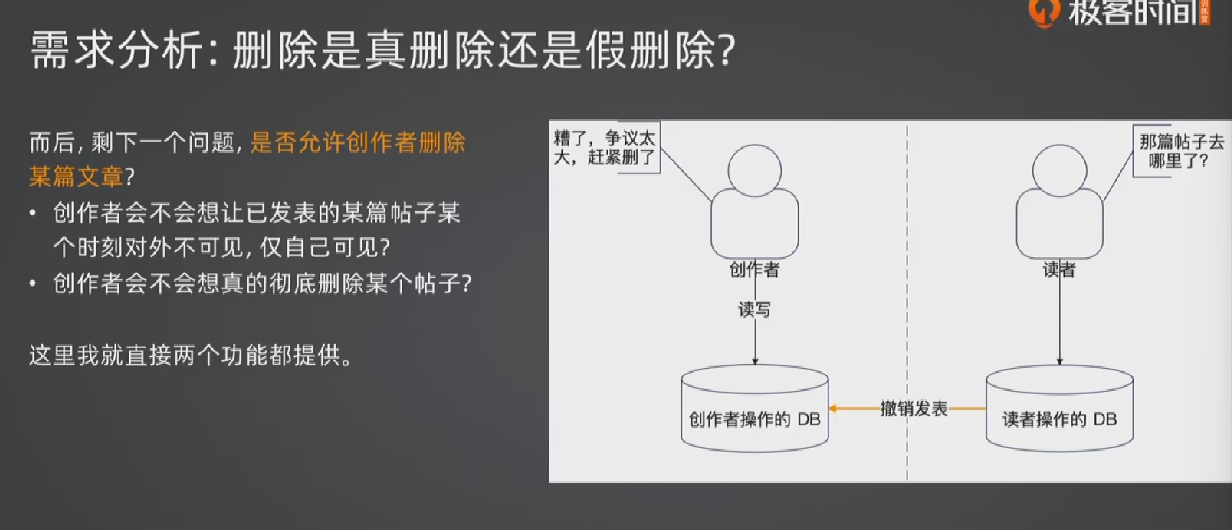 极客时间
需求分析: 删除是真删除还是假删除?
而后, 剩下一个问题, 是否允许创作者删除
某篇文章?
• 创作者会不会想让已发表的某篇帖子某
个时刻对外不可见, 仅自己可见?
• 创作者会不会想真的彻底删除某个帖子?
这里我就直接两个功能都提供。
糟了，争议太
大，赶紧删了
那篇帖子去
哪里了?
创作者
读者
读写
撤销发表
创作者操作的 DB
读者操作的 DB